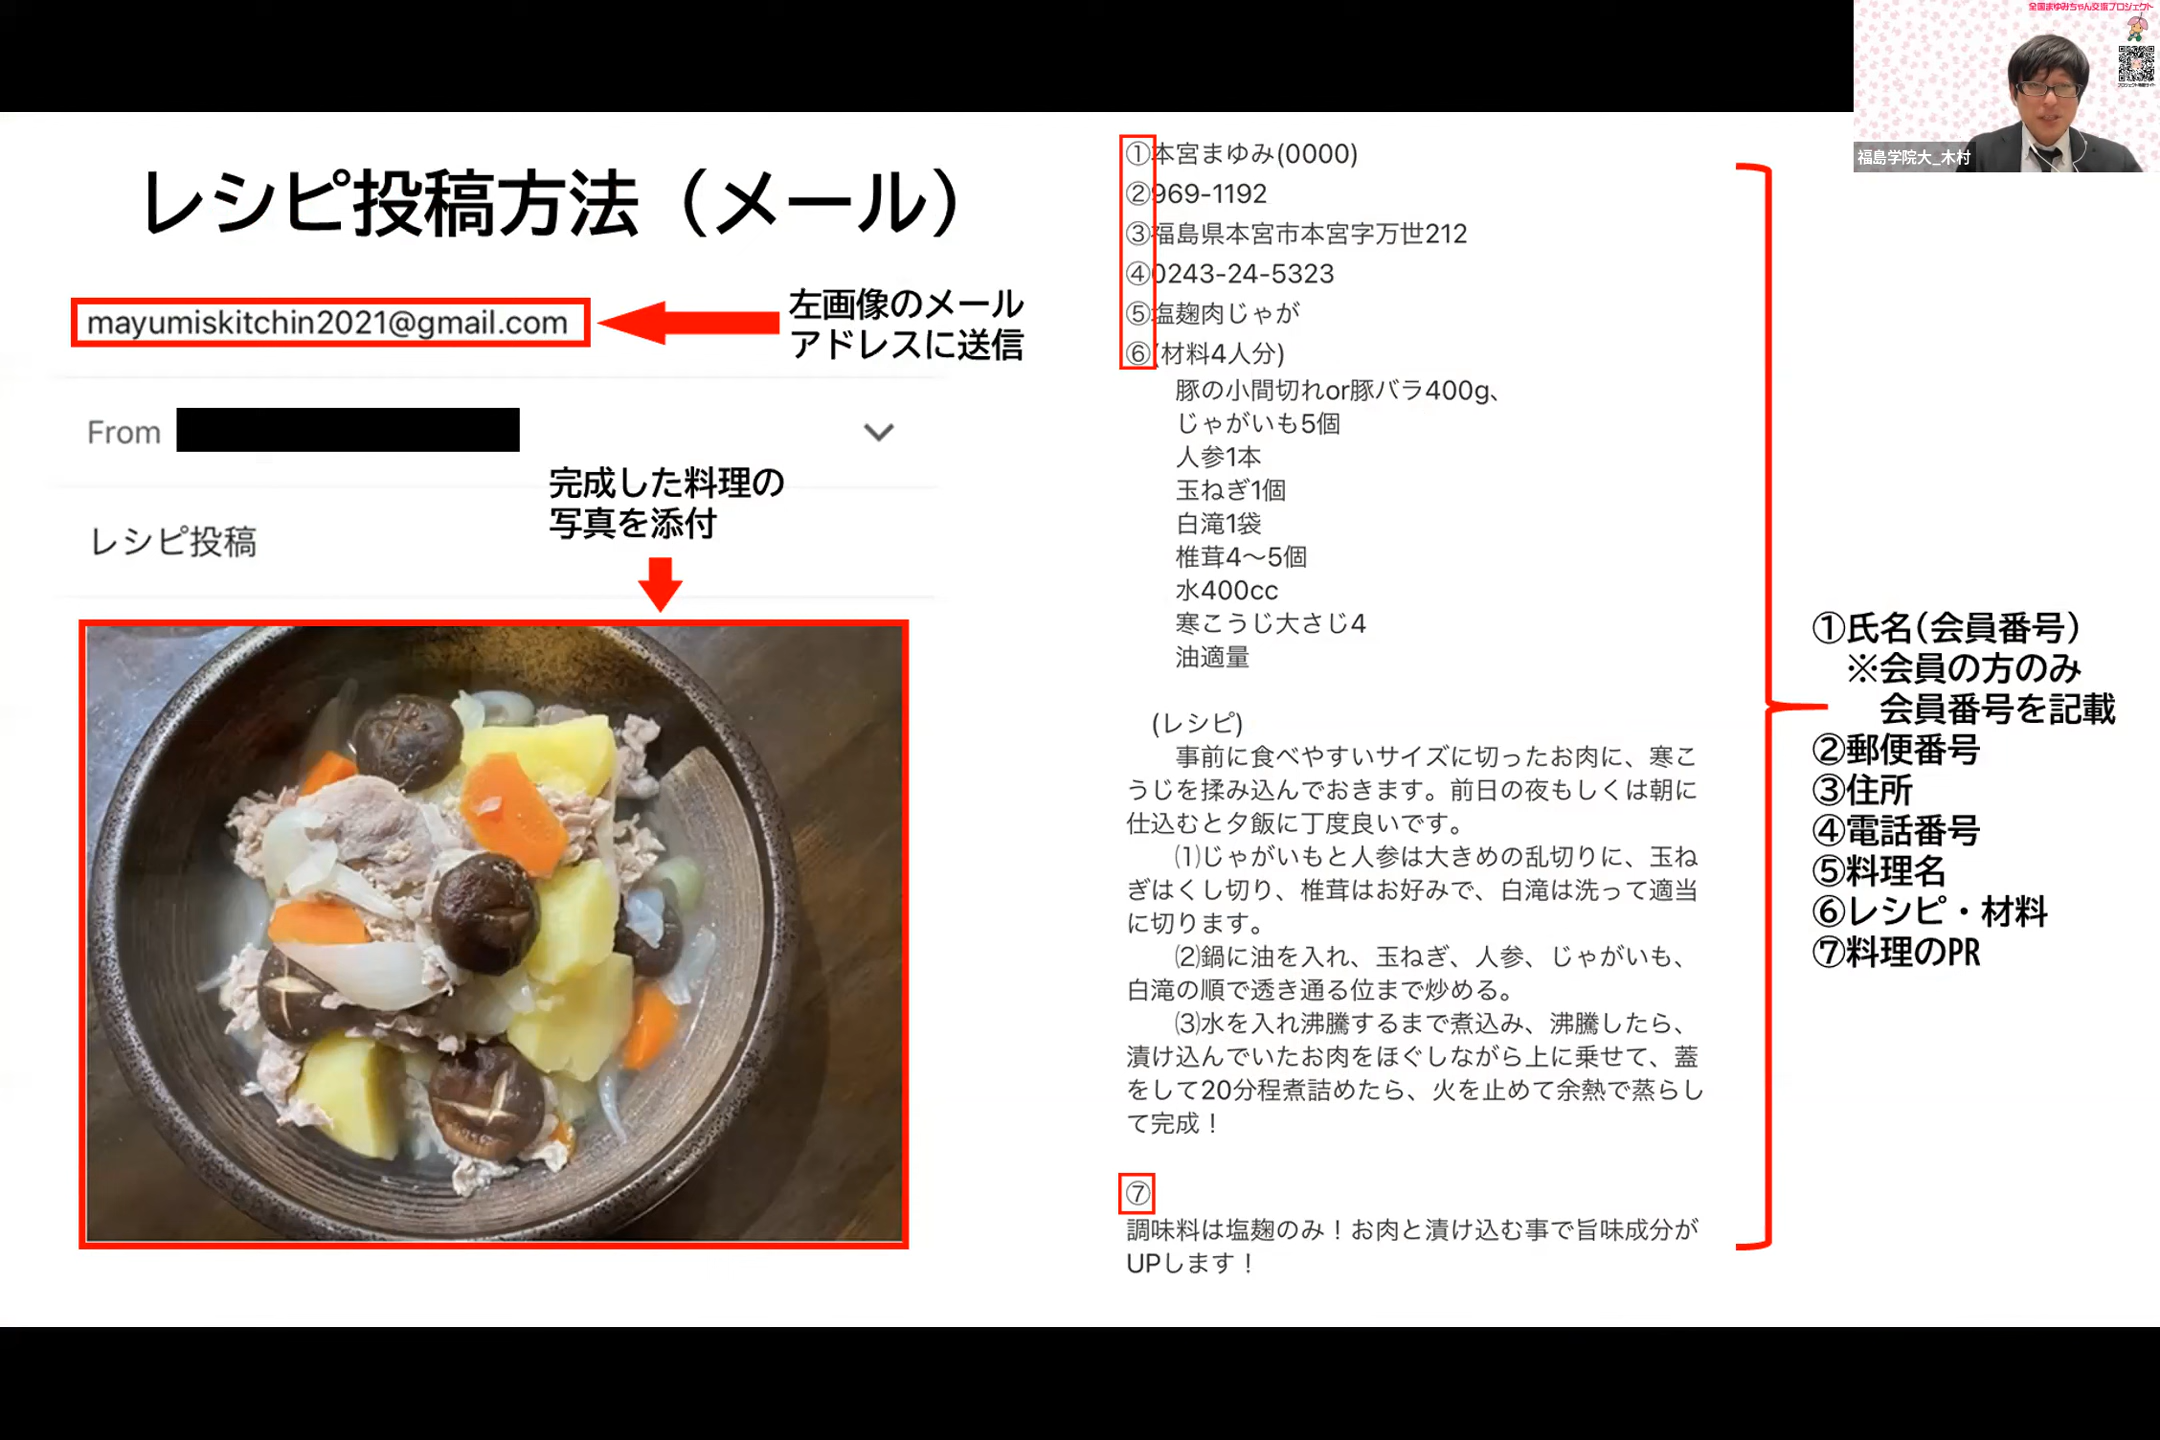 全国まゆみちゃん交流プロジェクト
福島学院大_木村
レシピ投稿方法（メール）
mayumiskitchin2021@gmail.com
左画像のメール
アドレスに送信
From
完成した料理の
写真を添付
レシピ投稿
①本宮まゆみ(0000)
②969-1192
③福島県本宮市本宮字万世212
④0243-24-5323
⑤塩麹肉じゃが
⑥(材料4人分)
豚の小間切れor豚バラ400g、
じゃがいも5個
人参1本
玉ねぎ1個
白滝1袋
椎茸4〜5個
水400cc
寒こうじ大さじ4
油適量
(レシピ)
事前に食べやすいサイズに切ったお肉に、寒こ
うじを揉み込んでおきます。前日の夜もしくは朝に
仕込むと夕飯に丁度良いです。
⑴じゃがいもと人参は大きめの乱切りに、玉ね
ぎはくし切り、椎茸はお好みで、白滝は洗って適当
に切ります。
⑵鍋に油を入れ、玉ねぎ、人参、じゃがいも、
白滝の順で透き通る位まで炒める。
⑶水を入れ沸騰するまで煮込み、沸騰したら、
漬け込んでいたお肉をほぐしながら上に乗せて、蓋
をして20分程煮詰めたら、火を止めて余熱で蒸らし
て完成！
⑦
調味料は塩麹のみ！お肉と漬け込む事で旨味成分が
UPします！
①氏名(会員番号)
※会員の方のみ
会員番号を記載
②郵便番号
③住所
④電話番号
⑤料理名
⑥レシピ・材料
⑦料理のPR